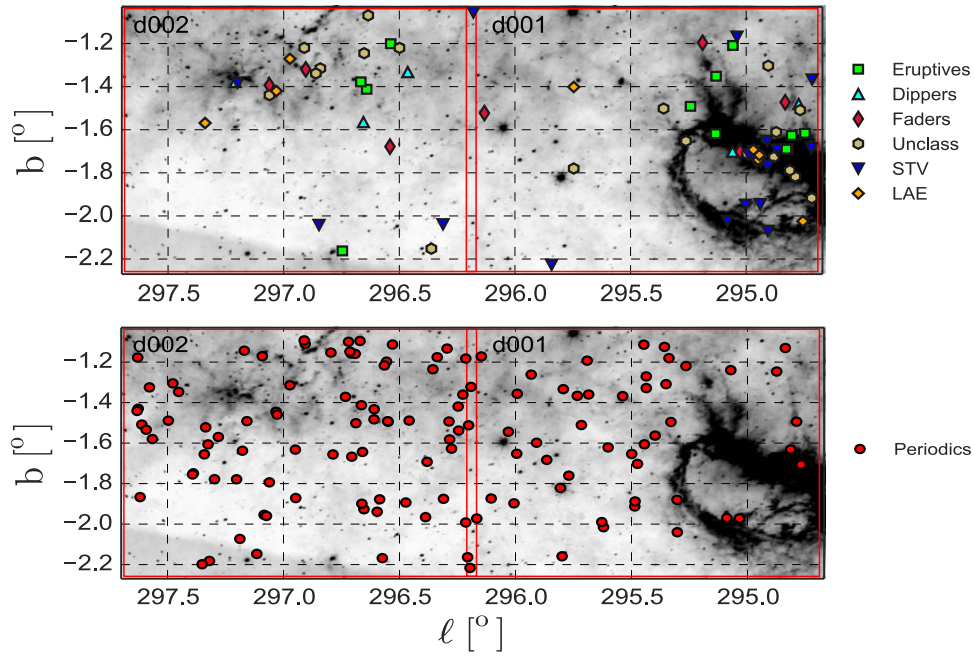 d002
d001
b [°]
−1.2
−1.4
−1.6
−1.8
−2.0
−2.2
297.5
297.0
296.5
296.0
295.5
295.0
Eruptives
Dippers
Faders
Unclass
STV
LAE
d002
d001
b [°]
−1.2
−1.4
−1.6
−1.8
−2.0
−2.2
297.5
297.0
296.5
296.0
295.5
295.0
Periodics
ℓ [°]